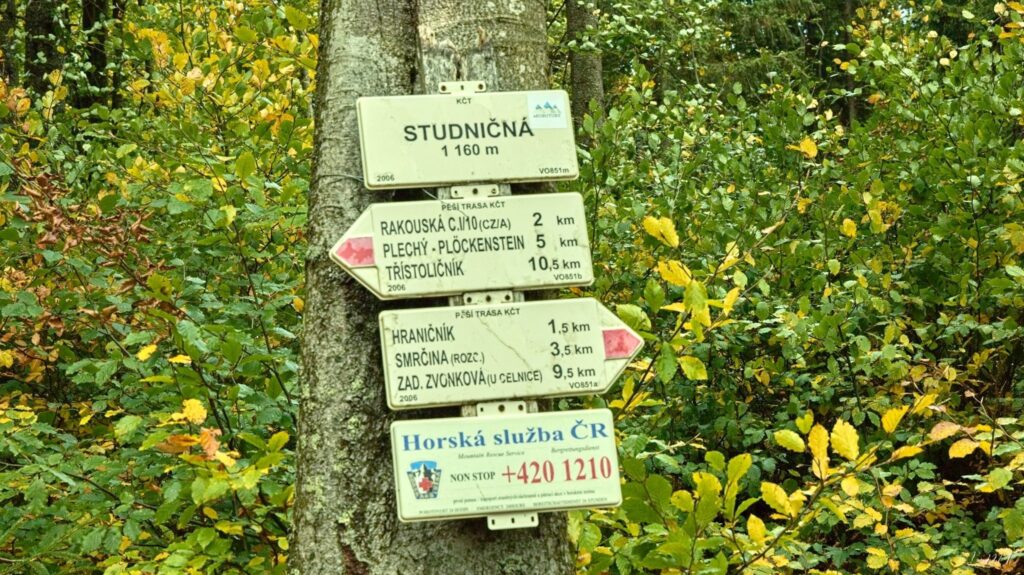 KČT
STUDNIČNÁ
1 160 m
2006 VO851m
PĚŠÍ TRASA KČT
RAKOUSKÁ C.I/10 (CZ/A) 2 km
PLECHÝ - PLÖCKENSTEIN 5 km
TŘÍSTOLIČNÍK 10,5 km
2006 VO851b
PĚŠÍ TRASA KČT
HRANIČNÍK 1,5 km
SMRČINA (ROZC.) 3,5 km
ZAD. ZVONKOVÁ (U CELNICE) 9,5 km
2006 VO851a
Horská služba ČR
Mountain Rescue Service Bergrettungsdienst
NON STOP +420 1210